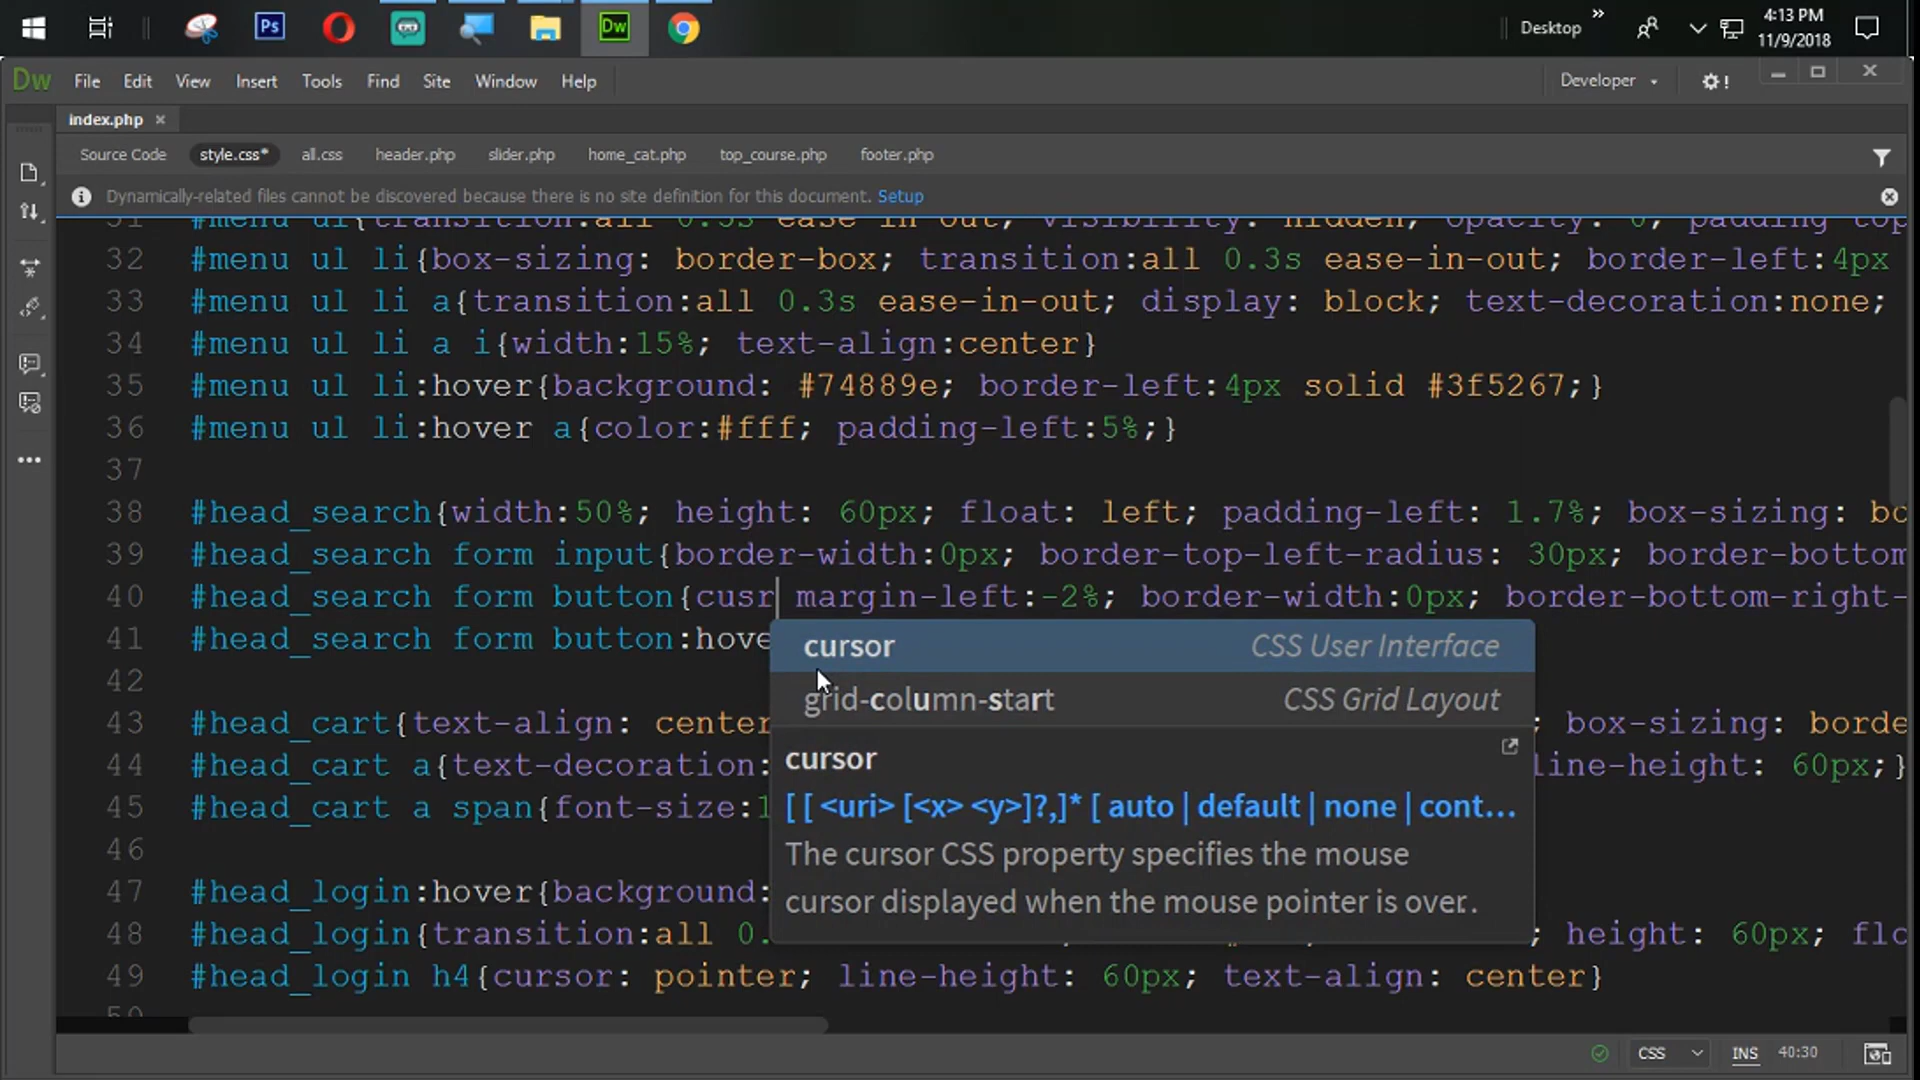 Ps
Dw
Desktop »
4:13 PM
11/9/2018
Dw File Edit View Insert Tools Find Site Window Help
Developer
index.php
Source Code style.css* all.css header.php slider.php home_cat.php top_course.php footer.php
Dynamically-related files cannot be discovered because there is no site definition for this document. Setup
31 #menu ul{transition:all 0.3s ease-in-out; visibility: hidden; opacity: 0; padding-top
32 #menu ul li{box-sizing: border-box; transition:all 0.3s ease-in-out; border-left:4px
33 #menu ul li a{transition:all 0.3s ease-in-out; display: block; text-decoration:none;
34 #menu ul li a i{width:15%; text-align:center}
35 #menu ul li:hover{background: #74889e; border-left:4px solid #3f5267;}
36 #menu ul li:hover a{color:#fff; padding-left:5%;}
37
38 #head_search{width:50%; height: 60px; float: left; padding-left: 1.7%; box-sizing: bo
39 #head_search form input{border-width:0px; border-top-left-radius: 30px; border-bottom
40 #head_search form button{cusr margin-left:-2%; border-width:0px; border-bottom-right-
41 #head_search form button:hove
cursor CSS User Interface
grid-column-start CSS Grid Layout
cursor
[ [ <uri> [<x> <y>]?,]* [ auto | default | none | cont...
The cursor CSS property specifies the mouse
cursor displayed when the mouse pointer is over..
42
43 #head_cart{text-align: center ; box-sizing: borde
44 #head_cart a{text-decoration: line-height: 60px;}
45 #head_cart a span{font-size:1
46
47 #head_login:hover{background:
48 #head_login{transition:all 0. ; height: 60px; flo
49 #head_login h4{cursor: pointer; line-height: 60px; text-align: center}
50
CSS INS 40:30